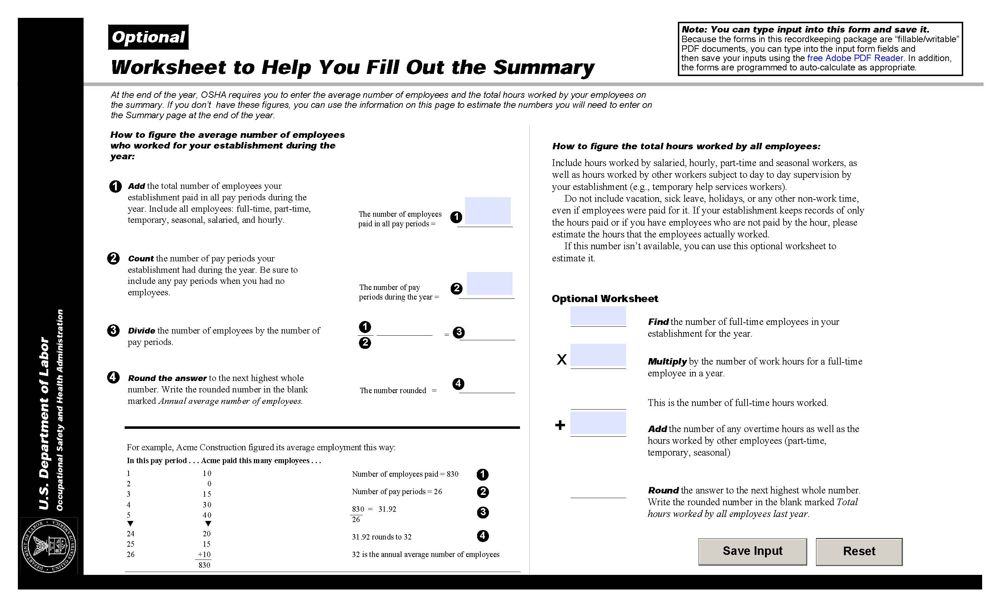 Optional
Worksheet to Help You Fill Out the Summary
Note: You can type input into this form and save it.
Because the forms in this recordkeeping package are “fillable/writable”
PDF documents, you can type into the input form fields and
then save your inputs using the free Adobe PDF Reader. In addition,
the forms are programmed to auto-calculate as appropriate.
At the end of the year, OSHA requires you to enter the average number of employees and the total hours worked by your employees on
the summary. If you don’t have these figures, you can use the information on this page to estimate the numbers you will need to enter on
the Summary page at the end of the year.
How to figure the average number of employees
who worked for your establishment during the
year:
1 Add the total number of employees your
establishment paid in all pay periods during the
year. Include all employees: full-time, part-time,
temporary, seasonal, salaried, and hourly.
The number of employees
paid in all pay periods = 1
2 Count the number of pay periods your
establishment had during the year. Be sure to
include any pay periods when you had no
employees.
The number of pay
periods during the year = 2
3 Divide the number of employees by the number of
pay periods.
1
2
= 3
4 Round the answer to the next highest whole
number. Write the rounded number in the blank
marked Annual average number of employees.
The number rounded = 4
For example, Acme Construction figured its average employment this way:
In this pay period . . . Acme paid this many employees . . .
1 10
2 0
3 15
4 30
5 40
▼ ▼
24 20
25 15
26 +10
830
Number of employees paid = 830 1
Number of pay periods = 26 2
830 = 31.92 3
26
31.92 rounds to 32 4
32 is the annual average number of employees
How to figure the total hours worked by all employees:
Include hours worked by salaried, hourly, part-time and seasonal workers, as
well as hours worked by other workers subject to day to day supervision by
your establishment (e.g., temporary help services workers).
Do not include vacation, sick leave, holidays, or any other non-work time,
even if employees were paid for it. If your establishment keeps records of only
the hours paid or if you have employees who are not paid by the hour, please
estimate the hours that the employees actually worked.
If this number isn’t available, you can use this optional worksheet to
estimate it.
Optional Worksheet
Find the number of full-time employees in your
establishment for the year.
X
Multiply by the number of work hours for a full-time
employee in a year.
This is the number of full-time hours worked.
+
Add the number of any overtime hours as well as the
hours worked by other employees (part-time,
temporary, seasonal)
Round the answer to the next highest whole number.
Write the rounded number in the blank marked Total
hours worked by all employees last year.
Save Input
Reset
U.S. Department of Labor
Occupational Safety and Health Administration
DEPARTMENT OF LABOR
UNITED STATES OF AMERICA